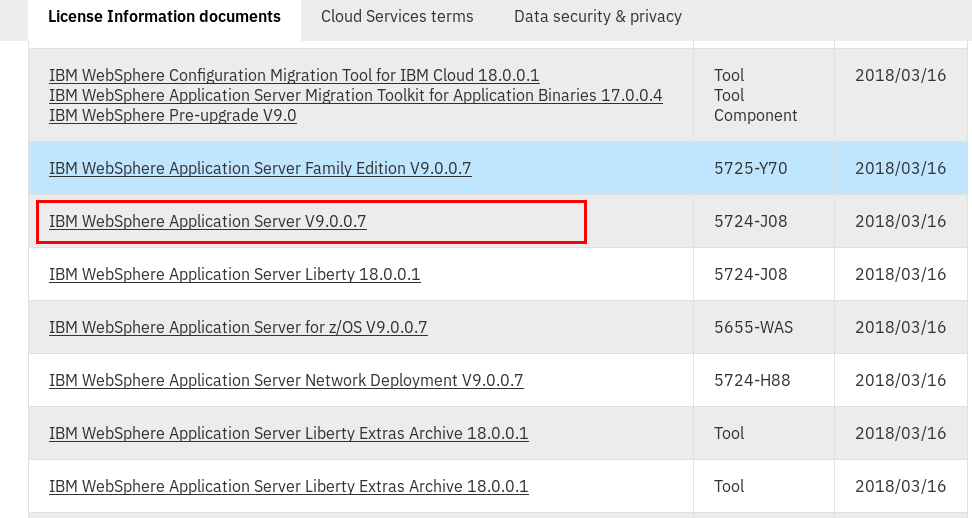 License Information documents Cloud Services terms Data security & privacy
IBM WebSphere Configuration Migration Tool for IBM Cloud 18.0.0.1 Tool 2018/03/16
IBM WebSphere Application Server Migration Toolkit for Application Binaries 17.0.0.4 Tool
IBM WebSphere Pre-upgrade V9.0 Component
IBM WebSphere Application Server Family Edition V9.0.0.7 5725-Y70 2018/03/16
IBM WebSphere Application Server V9.0.0.7 5724-J08 2018/03/16
IBM WebSphere Application Server Liberty 18.0.0.1 5724-J08 2018/03/16
IBM WebSphere Application Server for z/OS V9.0.0.7 5655-WAS 2018/03/16
IBM WebSphere Application Server Network Deployment V9.0.0.7 5724-H88 2018/03/16
IBM WebSphere Application Server Liberty Extras Archive 18.0.0.1 Tool 2018/03/16
IBM WebSphere Application Server Liberty Extras Archive 18.0.0.1 Tool 2018/03/16